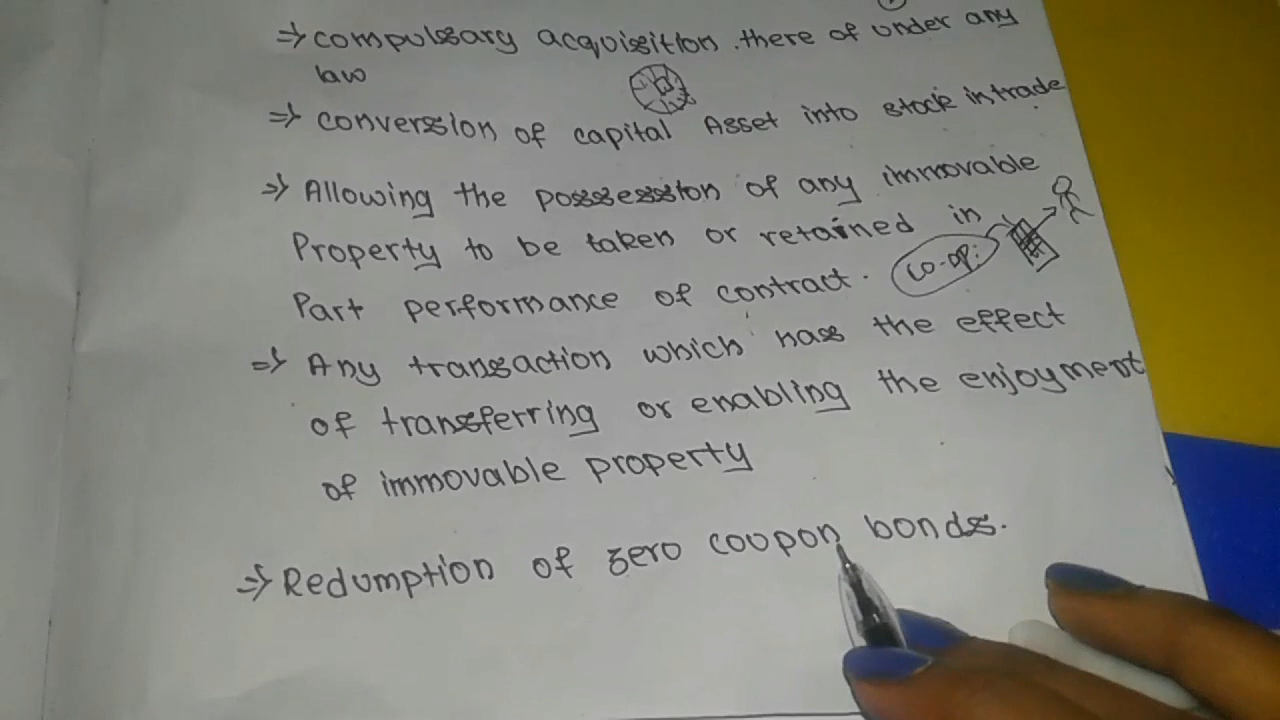 ⇒ compulsary acquisition there of under any
law
⇒ conversion of capital Asset into stock in trade
⇒ Allowing the possession of any immovable
Property to be taken or retained in
Part performance of contract.
co-op:
⇒ Any transaction which has the effect
of transferring or enabling the enjoyment
of immovable property
⇒ Redumption of zero coupon bonds.